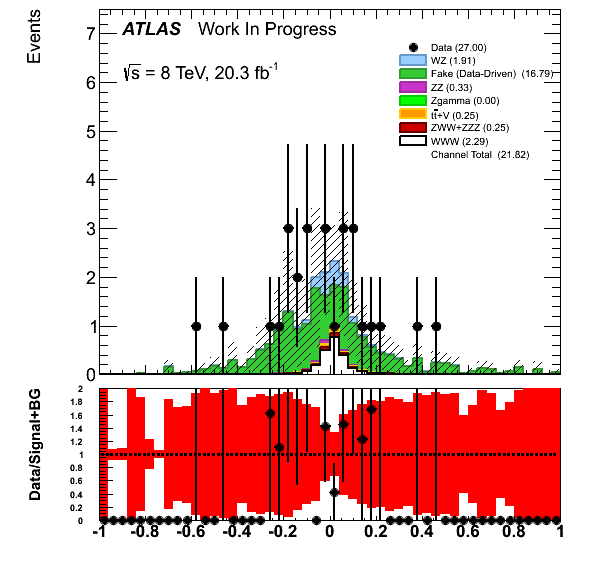 Events
7
6
5
4
3
2
1
0
ATLAS Work In Progress
√s = 8 TeV, 20.3 fb⁻¹
Data (27.00)
WZ (1.91)
Fake (Data-Driven) (16.79)
ZZ (0.33)
Zgamma (0.00)
tt̄+V (0.25)
ZWW+ZZZ (0.25)
WWW (2.29)
Channel Total (21.82)
Data/Signal+BG
2
1.8
1.6
1.4
1.2
1
0.8
0.6
0.4
0.2
0
-1 -0.8 -0.6 -0.4 -0.2 0 0.2 0.4 0.6 0.8 1